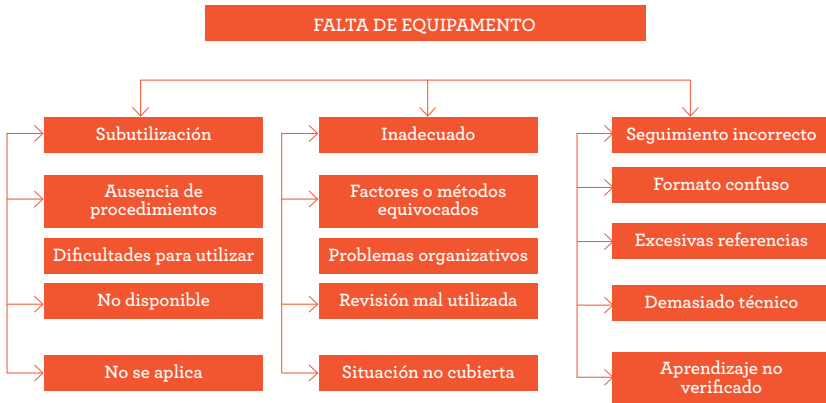 FALTA DE EQUIPAMENTO
Subutilización
Ausencia de
procedimientos
Dificultades para utilizar
No disponible
No se aplica
Inadecuado
Factores o métodos
equivocados
Problemas organizativos
Revisión mal utilizada
Situación no cubierta
Seguimiento incorrecto
Formato confuso
Excesivas referencias
Demasiado técnico
Aprendizaje no
verificado